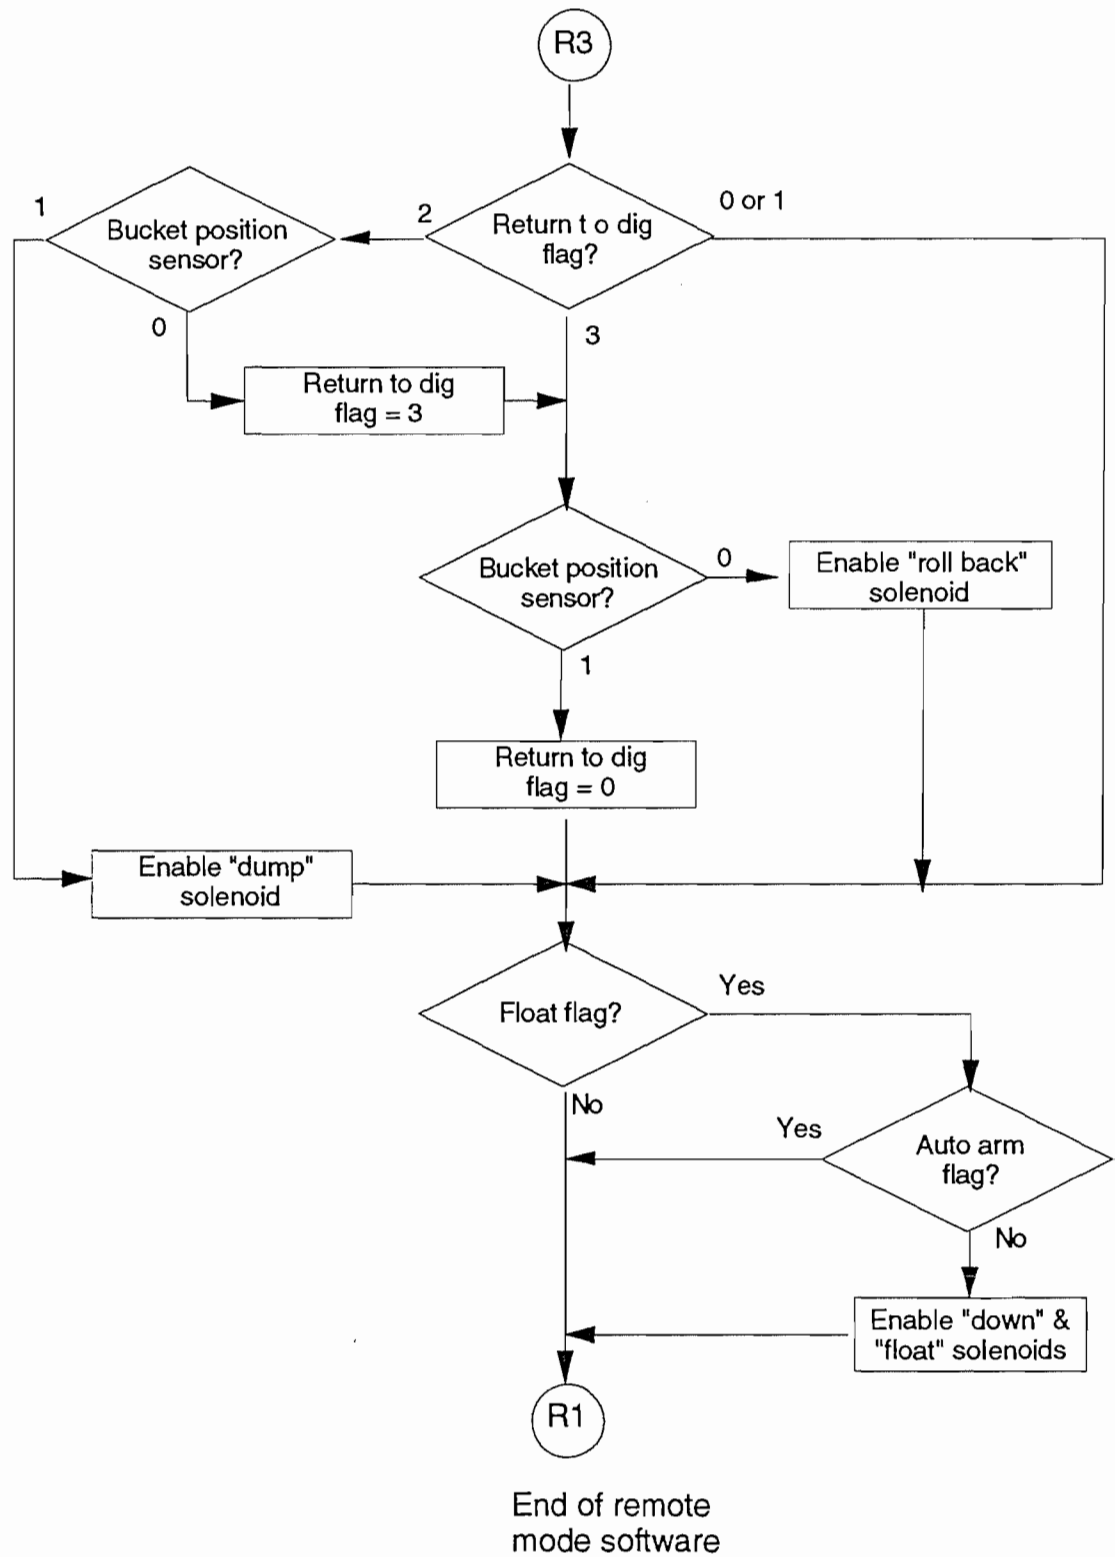 R3
0 or 1
1
2
Return t o dig
flag?
Bucket position
sensor?
0
3
Return to dig
flag = 3
Bucket position
sensor?
0
Enable "roll back"
solenoid
1
Return to dig
flag = 0
Enable "dump"
solenoid
Float flag?
Yes
No
Yes
Auto arm
flag?
No
Enable "down" &
"float" solenoids
R1
End of remote
mode software